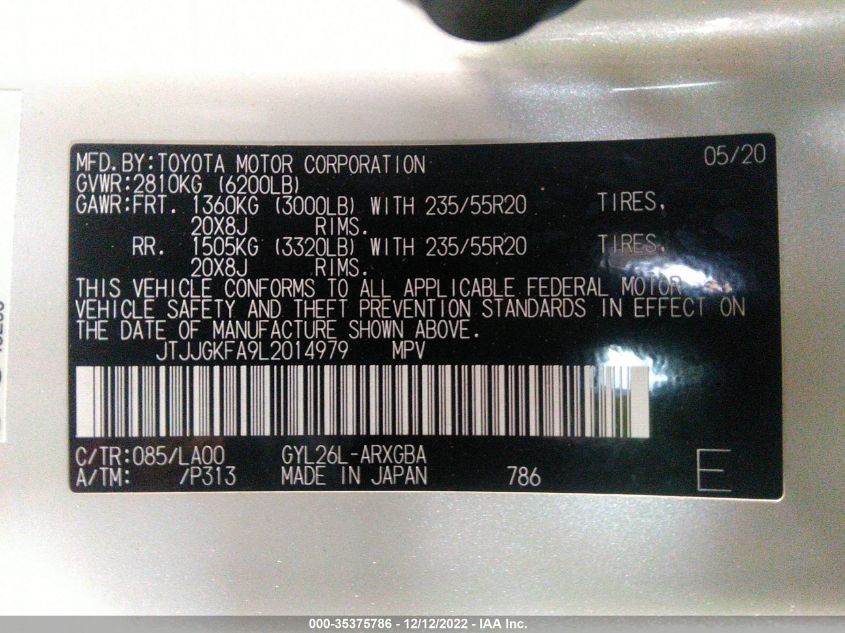 MFD.BY:TOYOTA MOTOR CORPORATION 05/20
GVWR:2810KG (6200LB)
GAWR:FRT. 1360KG (3000LB) WITH 235/55R20 TIRES,
20X8J RIMS.
RR. 1505KG (3320LB) WITH 235/55R20 TIRES,
20X8J RIMS.
THIS VEHICLE CONFORMS TO ALL APPLICABLE FEDERAL MOTOR
VEHICLE SAFETY AND THEFT PREVENTION STANDARDS IN EFFECT ON
THE DATE OF MANUFACTURE SHOWN ABOVE.
JTJJGKFA9L2014979 MPV
C/TR:085/LA00 GYL26L-ARXGBA
A/TM: /P313 MADE IN JAPAN 786 E
000-35375786 - 12/12/2022 - IAA Inc.